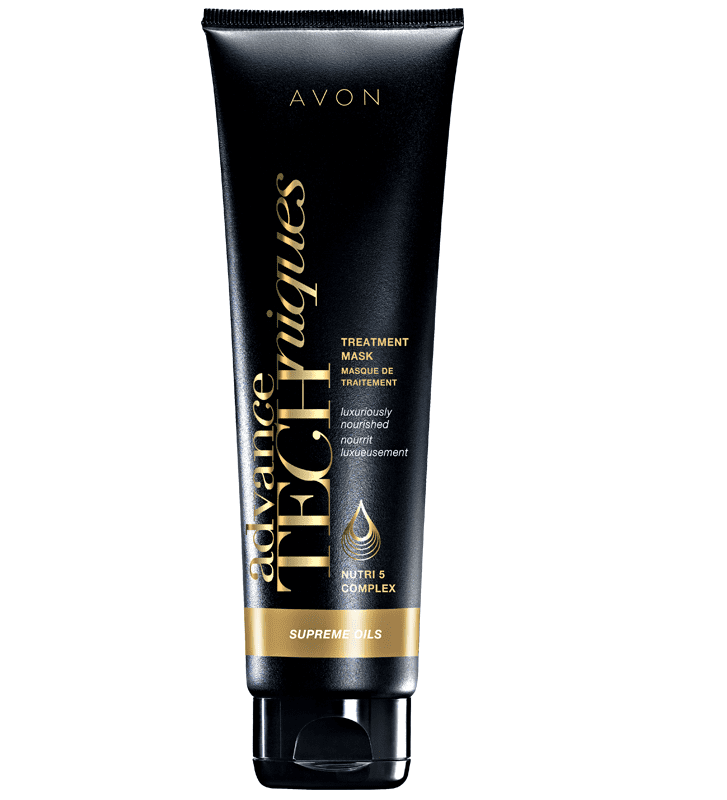 AVON
advance
TECHniques
TREATMENT
MASK
MASQUE DE
TRAITEMENT
luxuriously
nourished
nourrit
luxueusement
NUTRI 5
COMPLEX
SUPREME OILS